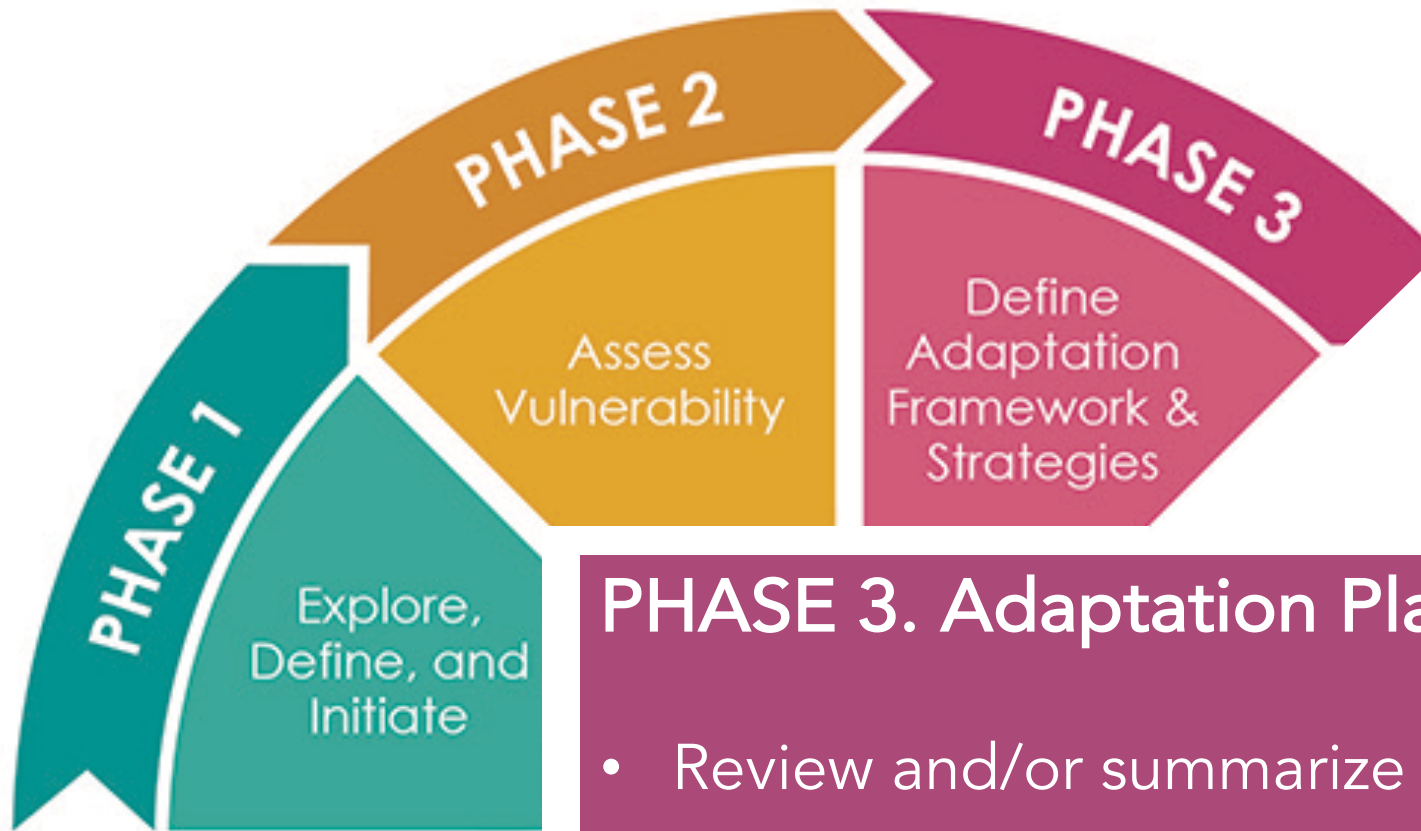 PHASE 1
Explore,
Define, and
Initiate
PHASE 2
Assess
Vulnerability
PHASE 3
Define
Adaptation
Framework &
Strategies
PHASE 3. Adaptation
• Review and/or summarize